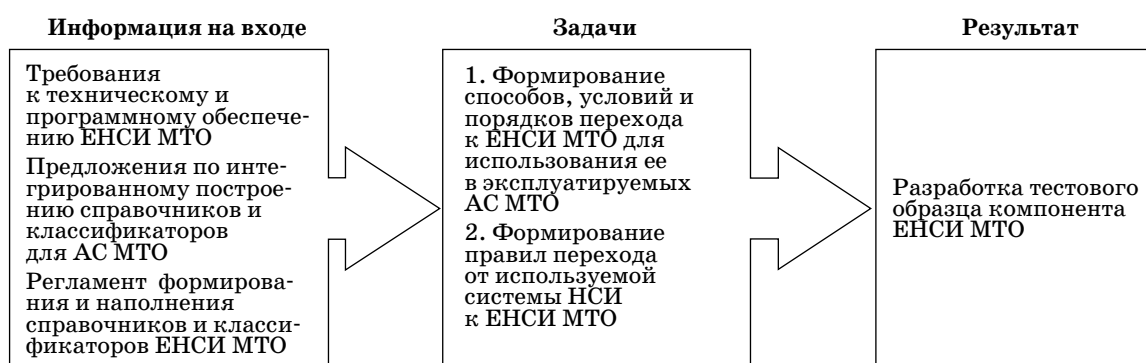 Информация на входе
Требования
к техническому и
программному обеспече-
нию ЕНСИ МТО
Предложения по инте-
грированному построе-
нию справочников и
классификаторов
для АС МТО
Регламент формирова-
ния и наполнения
справочников и класси-
фикаторов ЕНСИ МТО
Задачи
1. Формирование
способов, условий и
порядков перехода
к ЕНСИ МТО для
использования ее
в эксплуатируемых
АС МТО
2. Формирование
правил перехода
от используемой
системы НСИ
к ЕНСИ МТО
Результат
Разработка тестового
образца компонента
ЕНСИ МТО